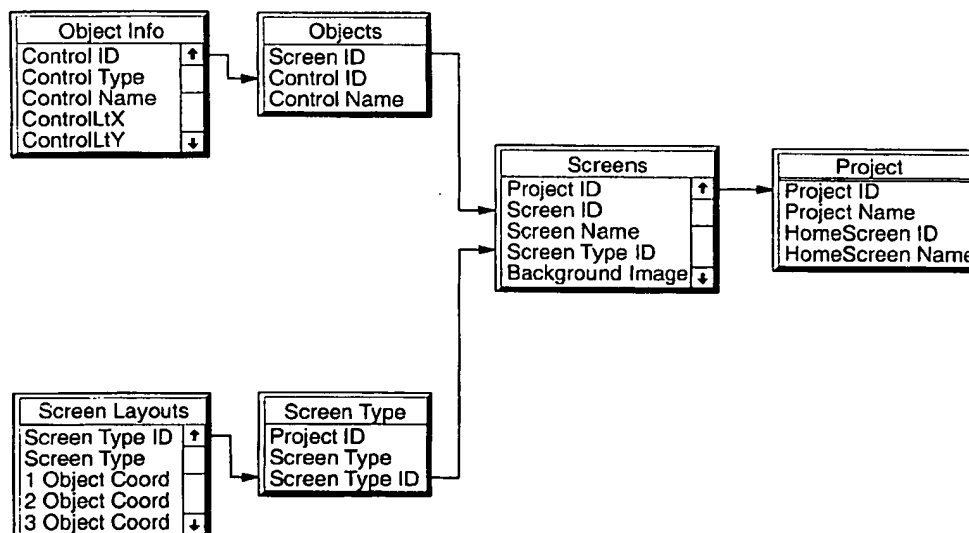 Object Info
Control ID
Control Type
Control Name
ControlLtX
ControlLtY
Objects
Screen ID
Control ID
Control Name
Screens
Project ID
Screen ID
Screen Name
Screen Type ID
Background Image
Project
Project ID
Project Name
HomeScreen ID
HomeScreen Name
Screen Layouts
Screen Type ID
Screen Type
1 Object Coord
2 Object Coord
3 Object Coord
Screen Type
Project ID
Screen Type
Screen Type ID